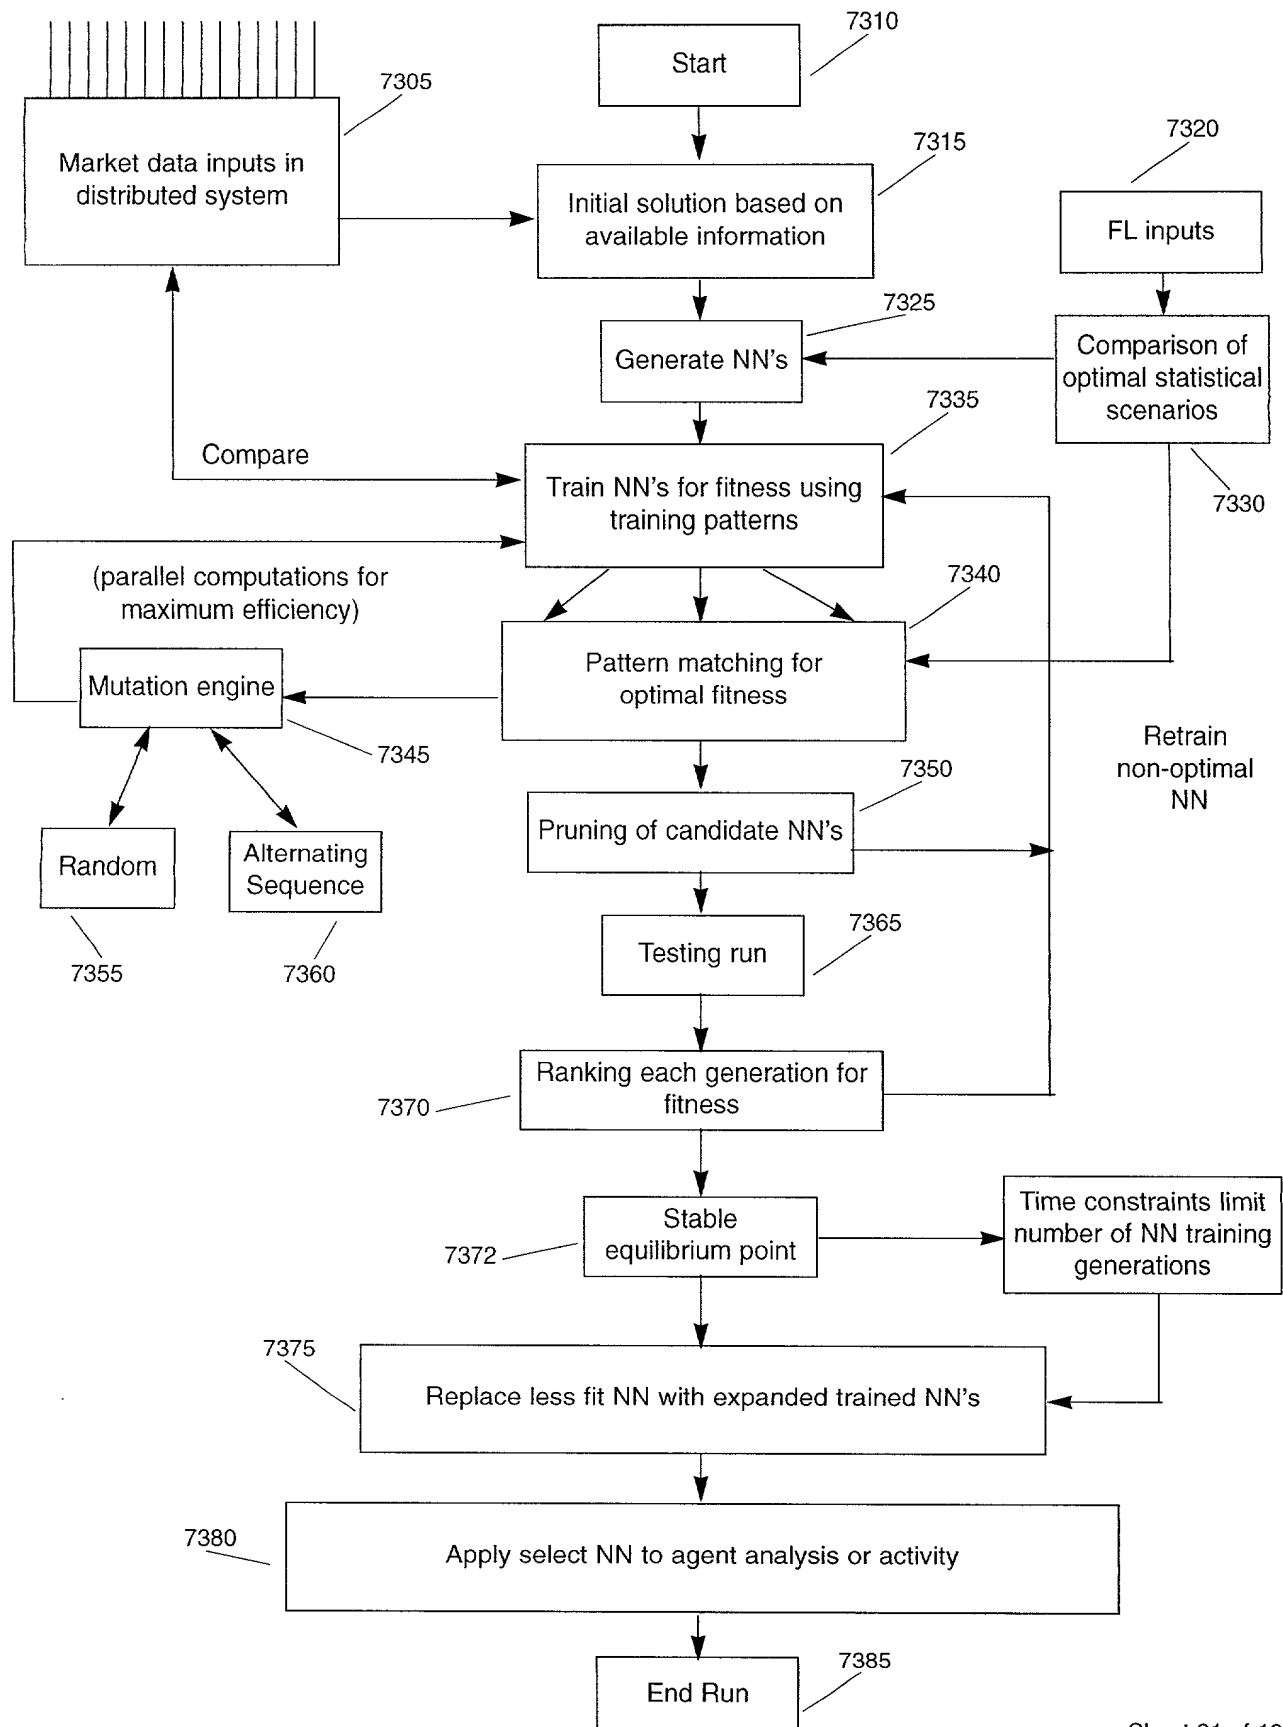 7310
Start
7305
Market data inputs in
distributed system
7315
Initial solution based on
available information
7320
FL inputs
7325
Generate NN's
Comparison of
optimal statistical
scenarios
7330
7335
Compare
Train NN's for fitness using
training patterns
(parallel computations for
maximum efficiency)
7340
Pattern matching for
optimal fitness
Mutation engine
7345
Retrain
non-optimal
NN
7350
Pruning of candidate NN's
Random
Alternating
Sequence
7355
7360
7365
Testing run
Ranking each generation for
fitness
7370
Stable
equilibrium point
7372
Time constraints limit
number of NN training
generations
7375
Replace less fit NN with expanded trained NN's
7380
Apply select NN to agent analysis or activity
7385
End Run